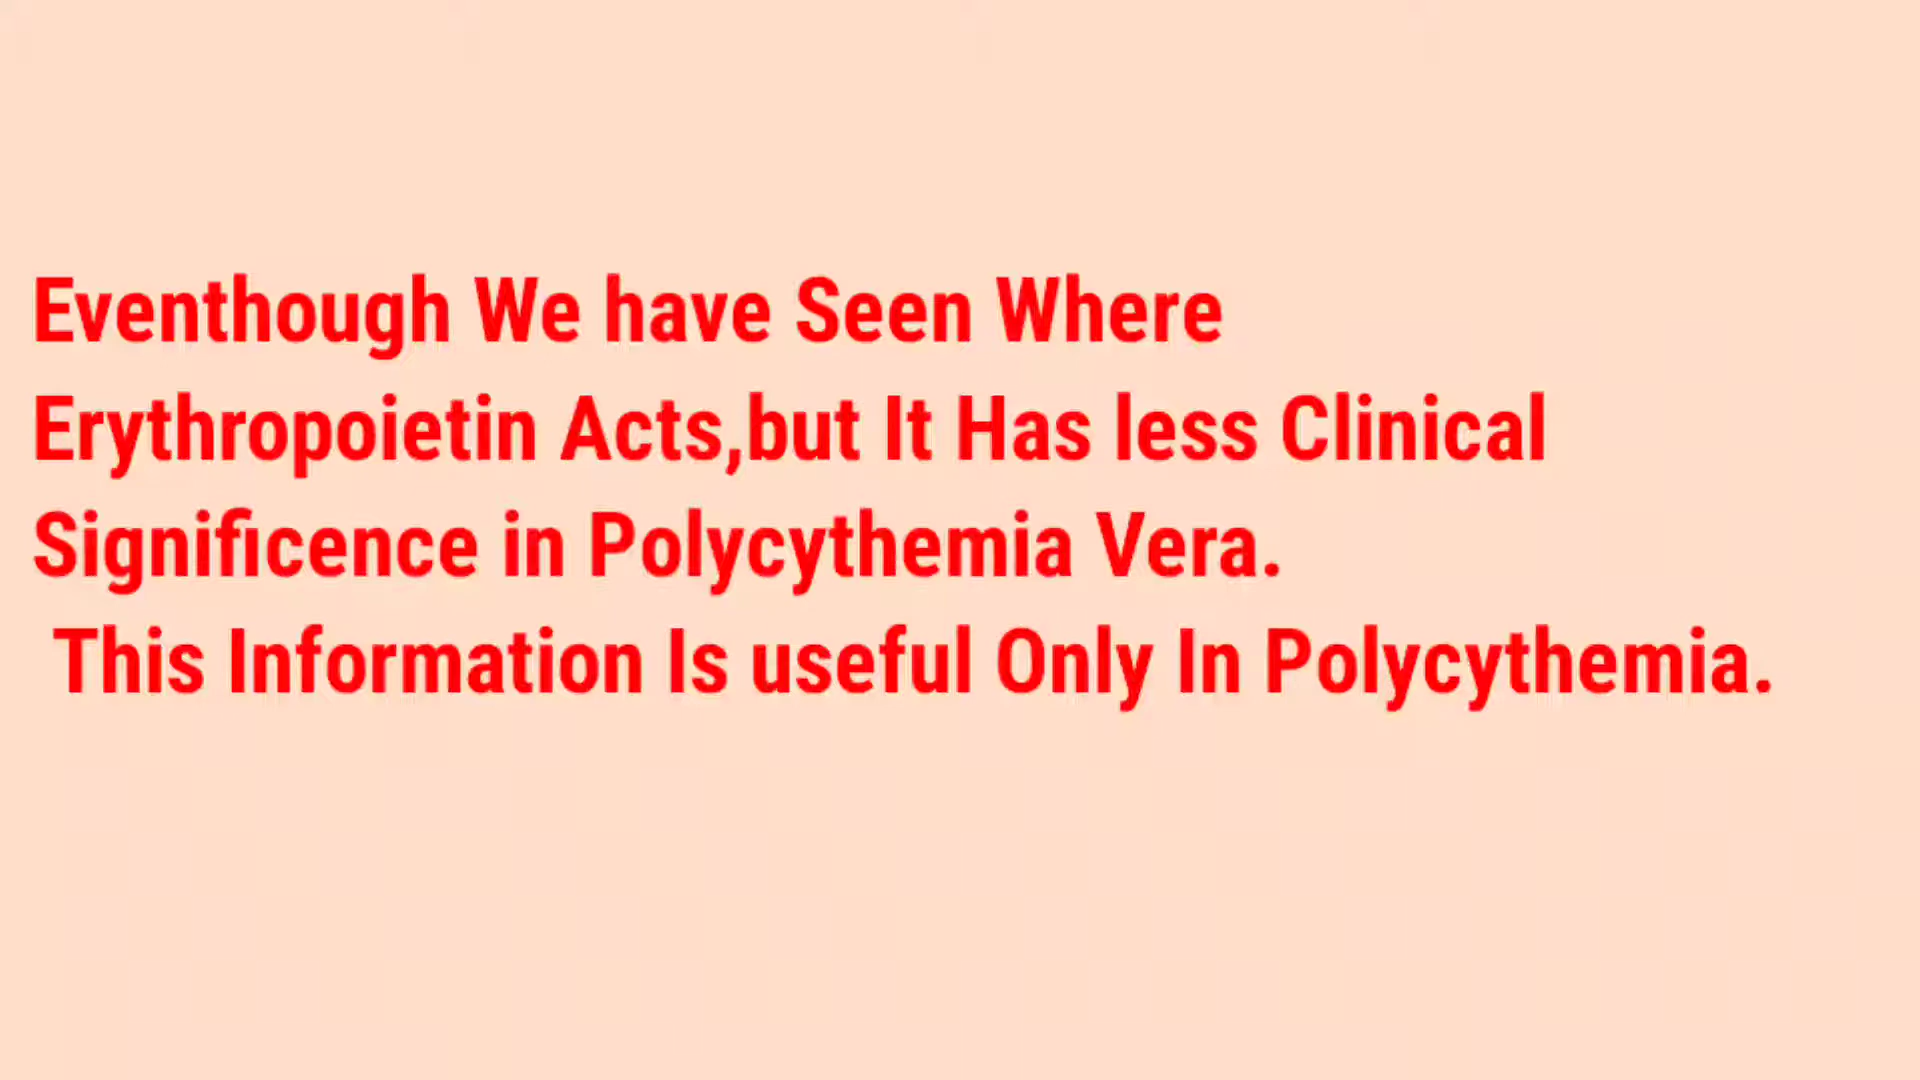 Eventhough We have Seen Where
Erythropoietin Acts,but It Has less Clinical
Significence in Polycythemia Vera.
This Information Is useful Only In Polycythemia.